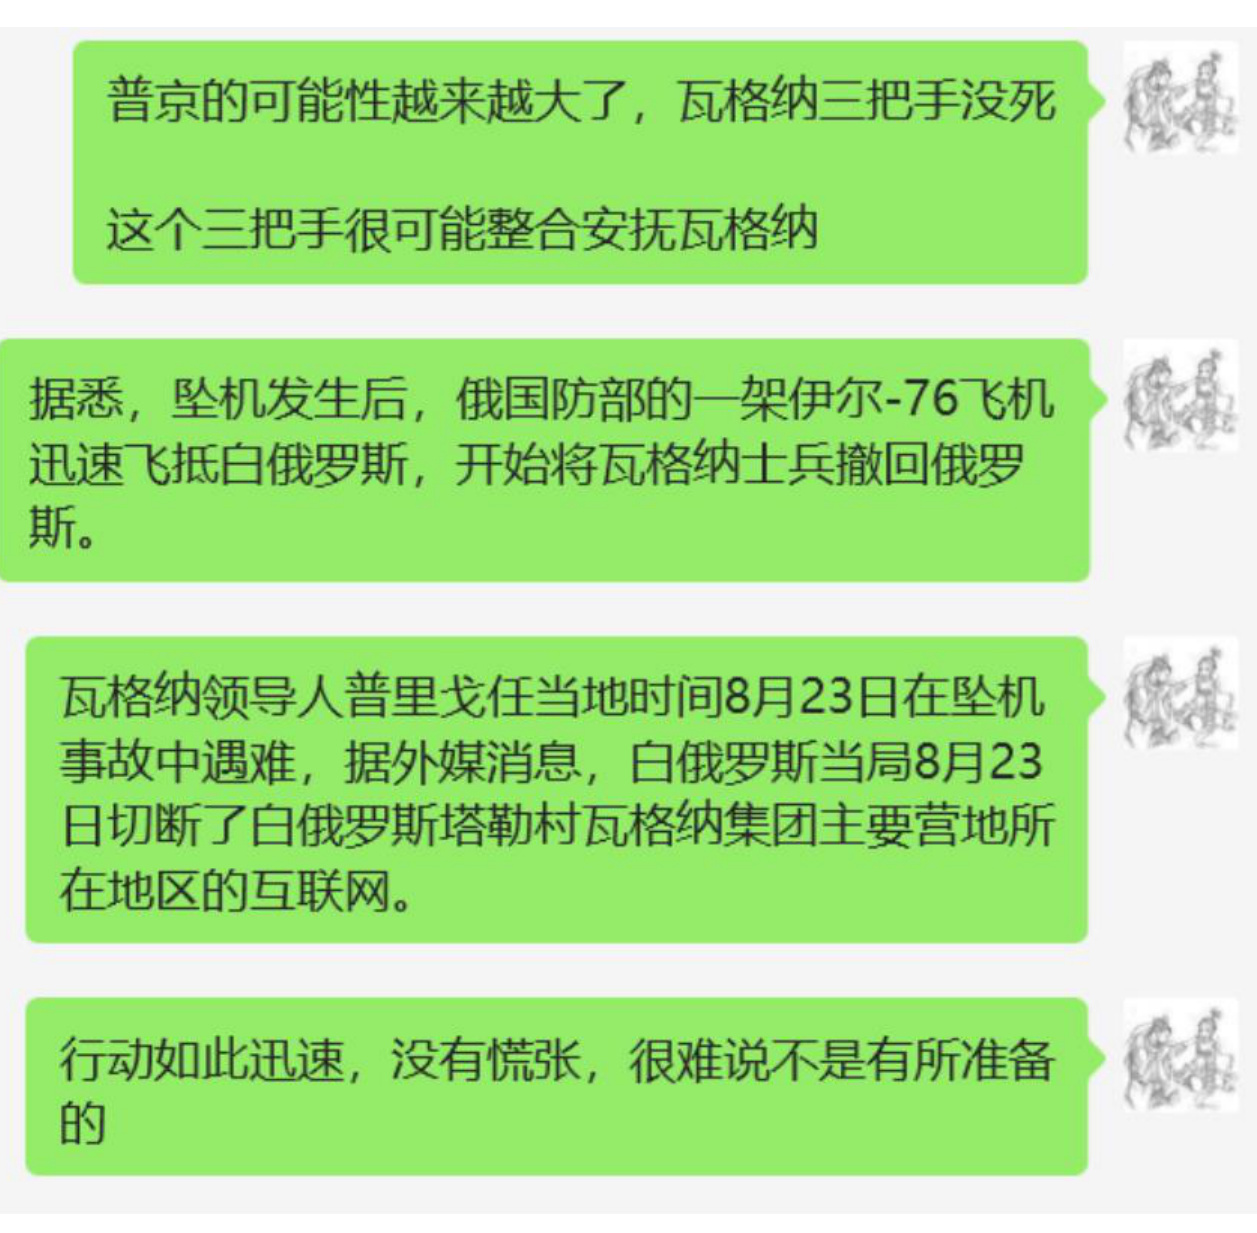 普京的可能性越来越大了，瓦格纳三把手没死
这个三把手很可能整合安抚瓦格纳
据悉，坠机发生后，俄国防部的一架伊尔-76飞机
迅速飞抵白俄罗斯，开始将瓦格纳士兵撤回俄罗
斯。
瓦格纳领导人普里戈任当地时间8月23日在坠机
事故中遇难，据外媒消息，白俄罗斯当局8月23
日切断了白俄罗斯塔勒村瓦格纳集团主要营地所
在地区的互联网。
行动如此迅速，没有慌张，很难说不是有所准备
的